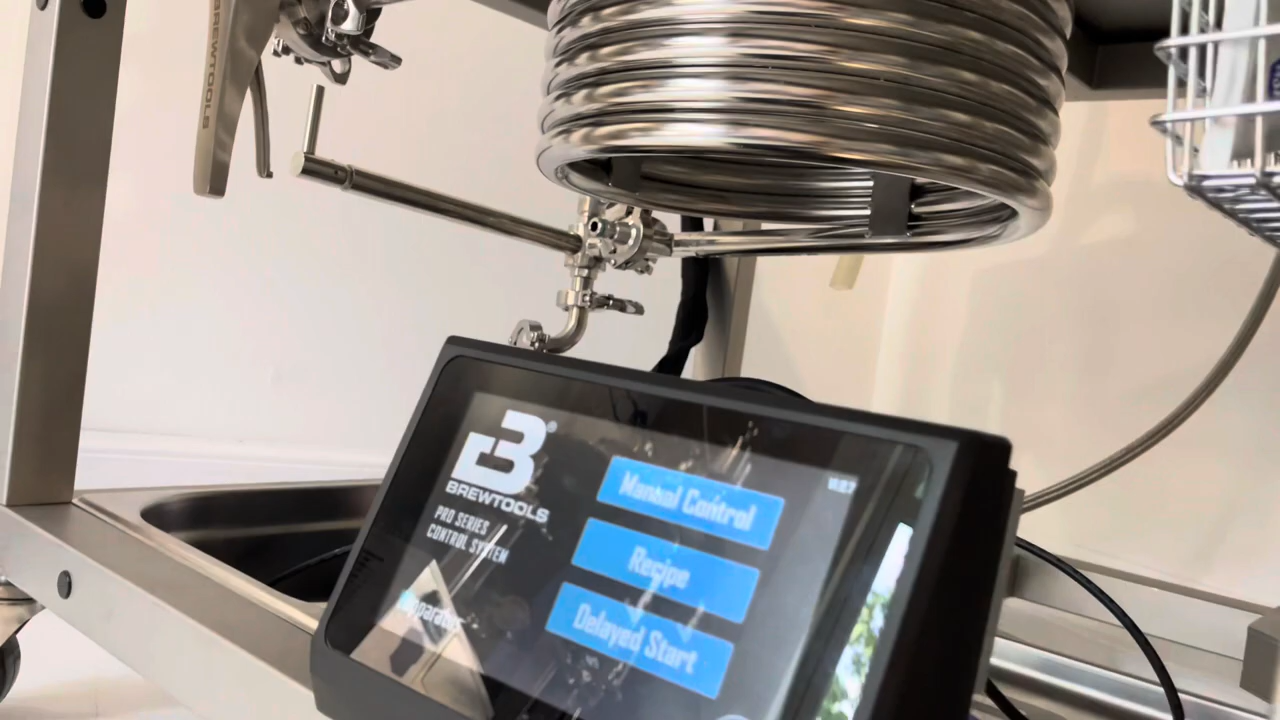 BREWTOOLS
B®
BREWTOOLS
PRO SERIES
CONTROL SYSTEM
Manual Control
Recipe
Delayed Start